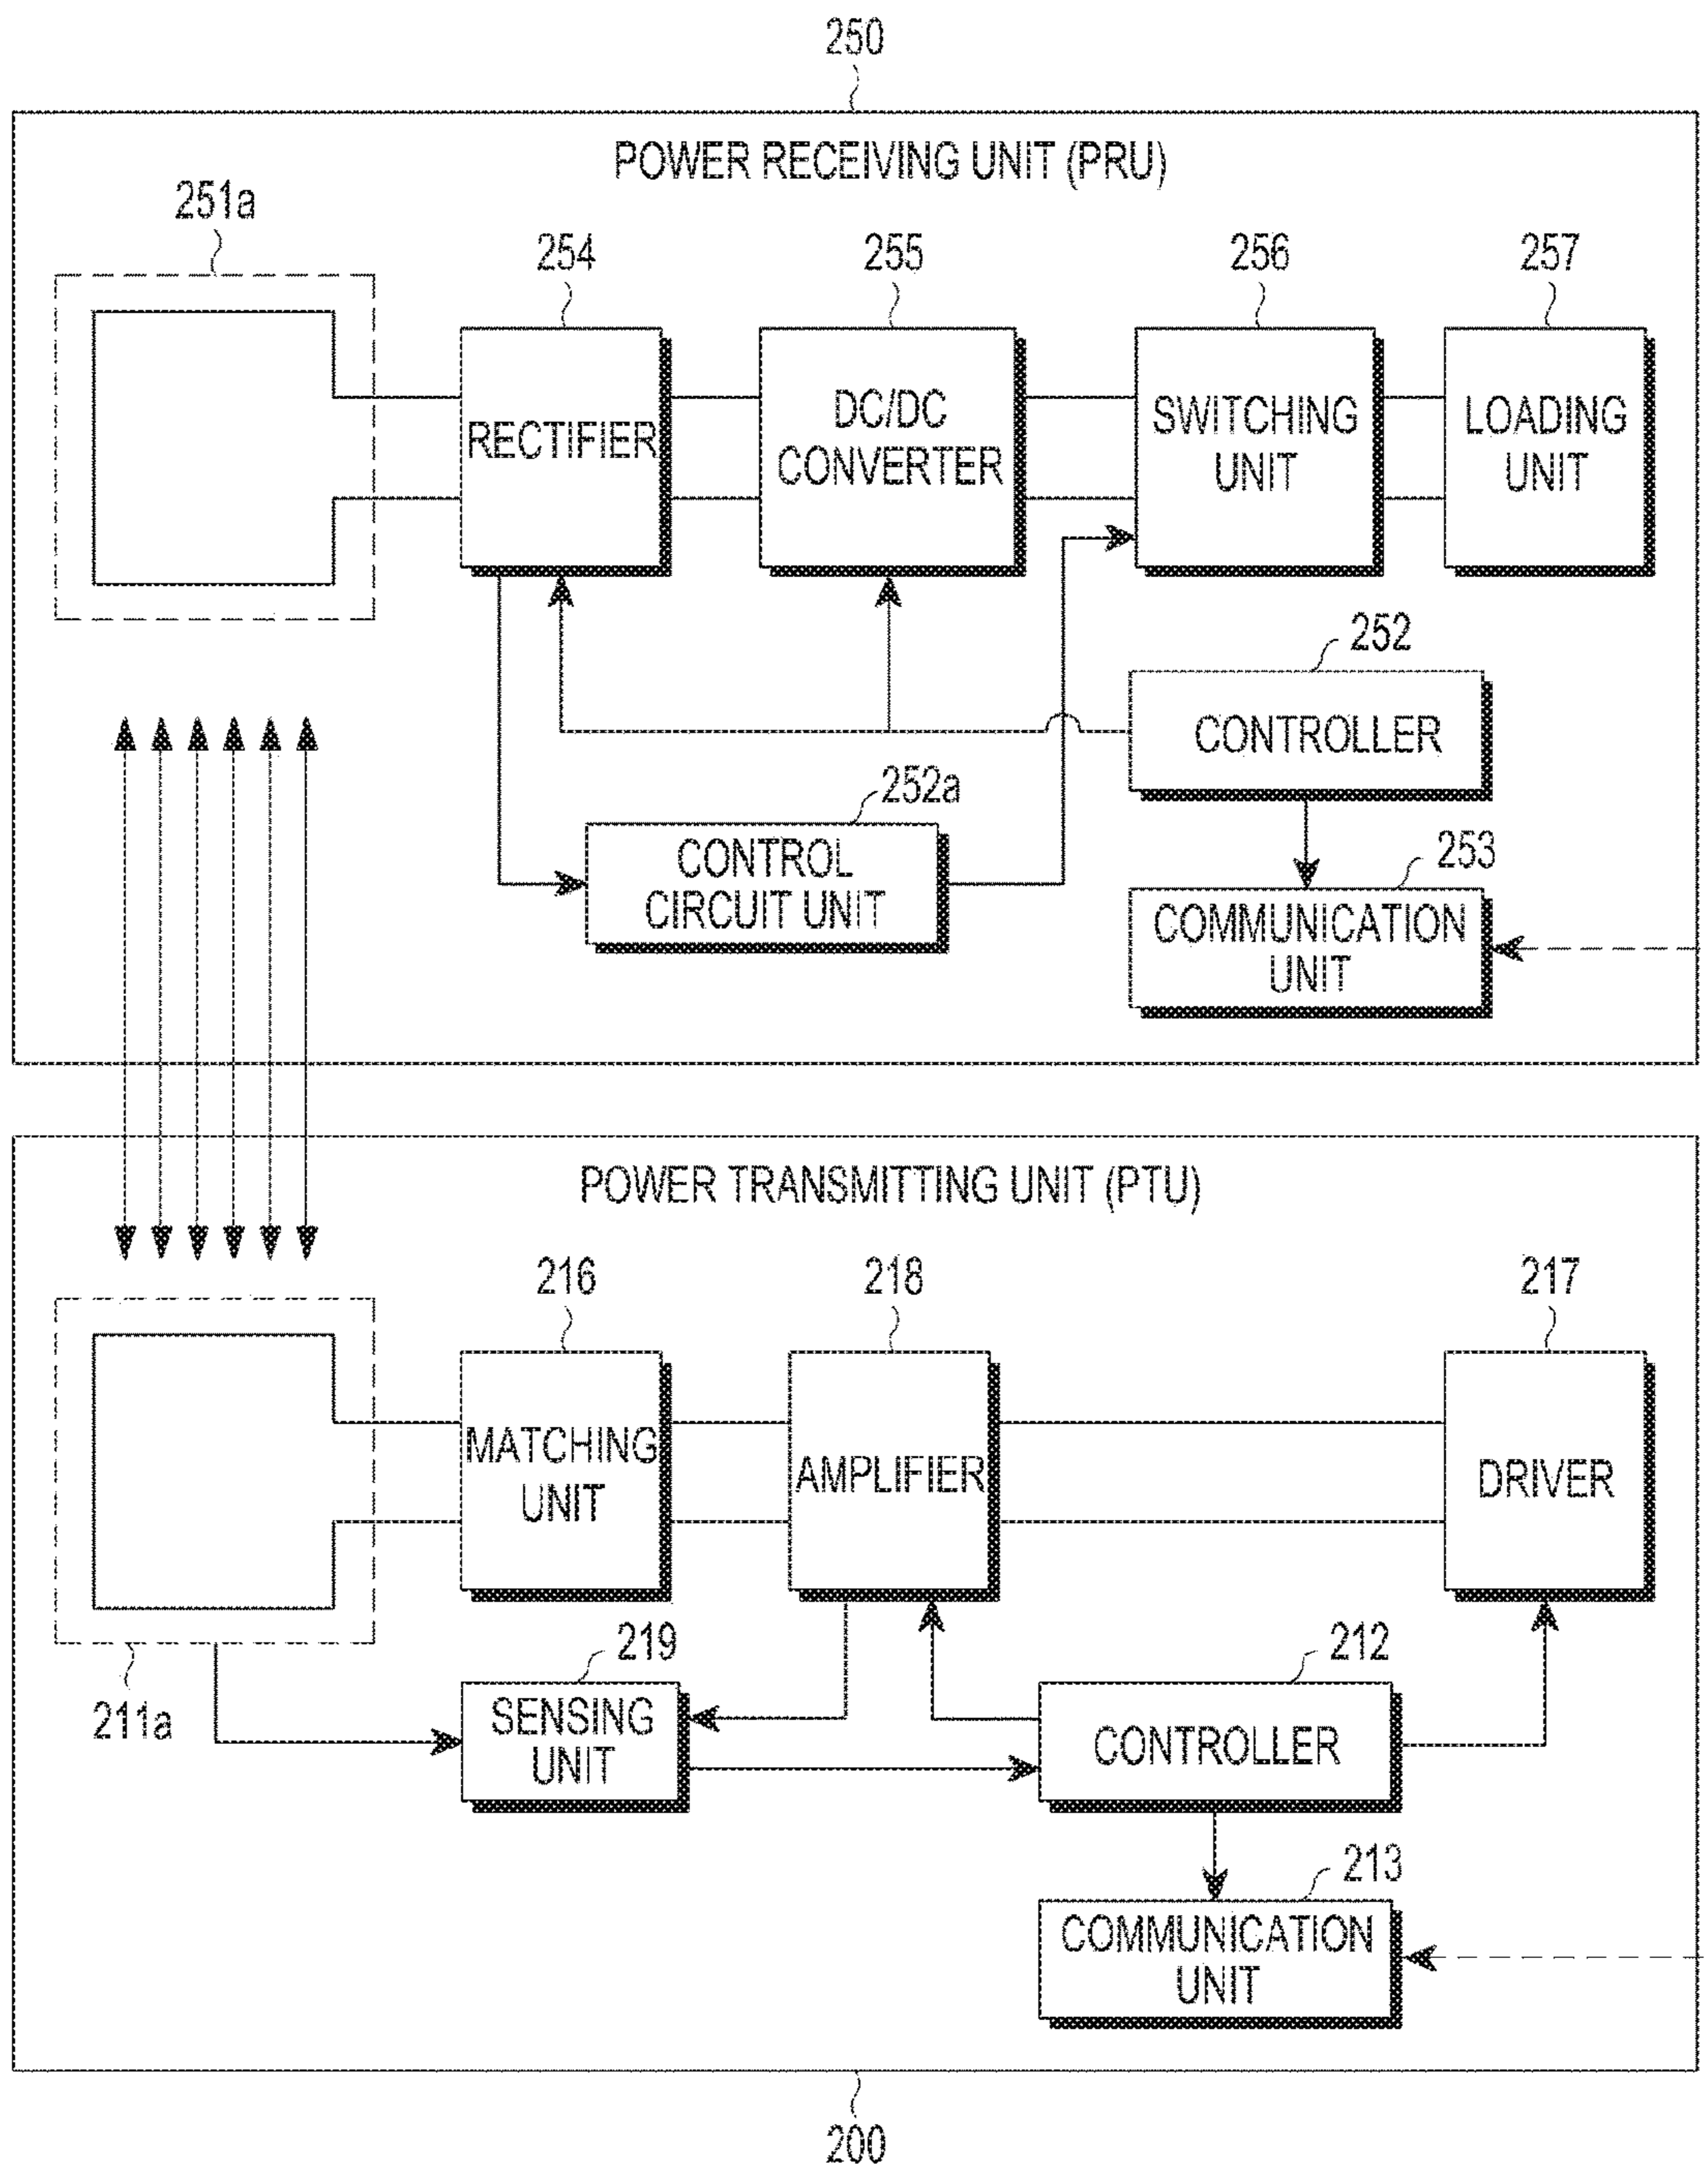 250
POWER RECEIVING UNIT (PRU)
251a
254
255
256
257
RECTIFIER
DC/DC
CONVERTER
SWITCHING
UNIT
LOADING
UNIT
252
CONTROLLER
252a
CONTROL
CIRCUIT UNIT
253
COMMUNICATION
UNIT
POWER TRANSMITTING UNIT (PTU)
216
218
217
MATCHING
UNIT
AMPLIFIER
DRIVER
211a
219
SENSING
UNIT
212
CONTROLLER
213
COMMUNICATION
UNIT
200